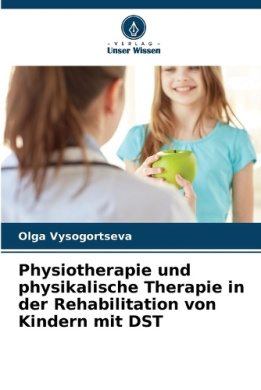 - VERLAG -
Unser Wissen
Olga Vysogortseva
Physiotherapie und
physikalische Therapie in
der Rehabilitation von
Kindern mit DST